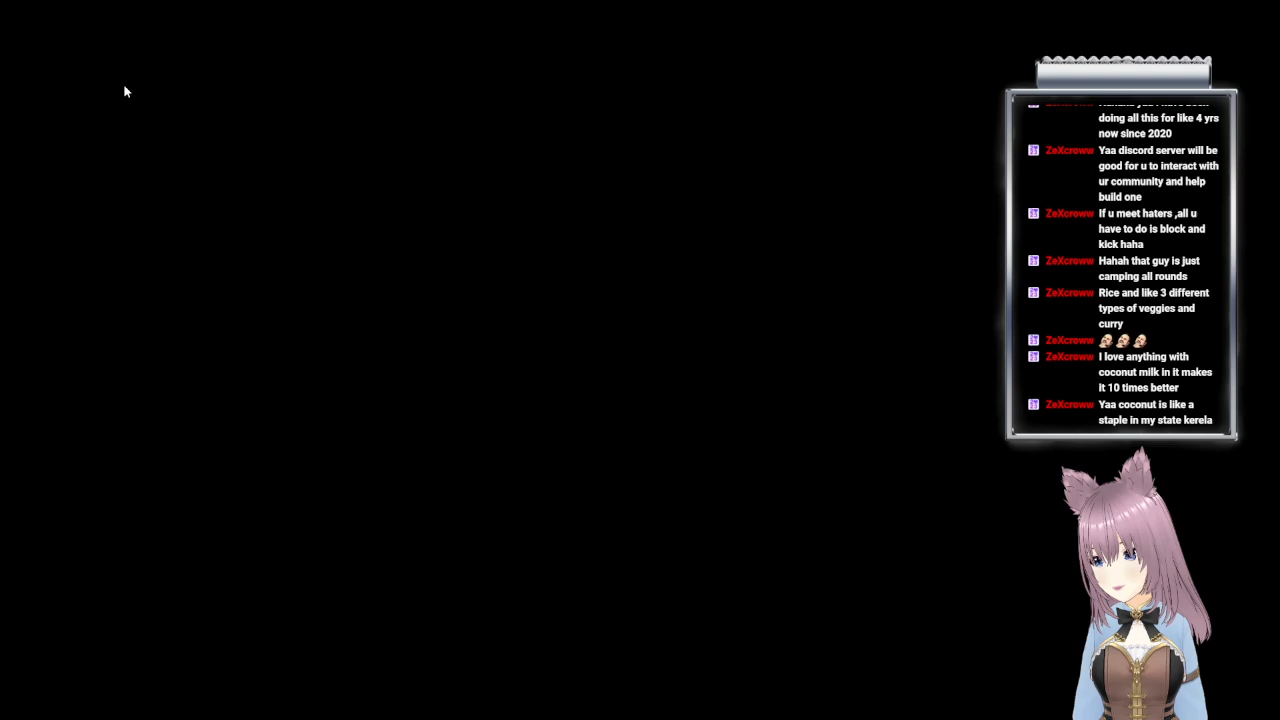 doing all this for like 4 yrs
now since 2020
ZeXcroww Yaa discord server will be
good for u to interact with
ur community and help
build one
ZeXcroww If u meet haters ,all u
have to do is block and
kick haha
ZeXcroww Hahah that guy is just
camping all rounds
ZeXcroww Rice and like 3 different
types of veggies and
curry
ZeXcroww
ZeXcroww I love anything with
coconut milk in it makes
it 10 times better
ZeXcroww Yaa coconut is like a
staple in my state kerela